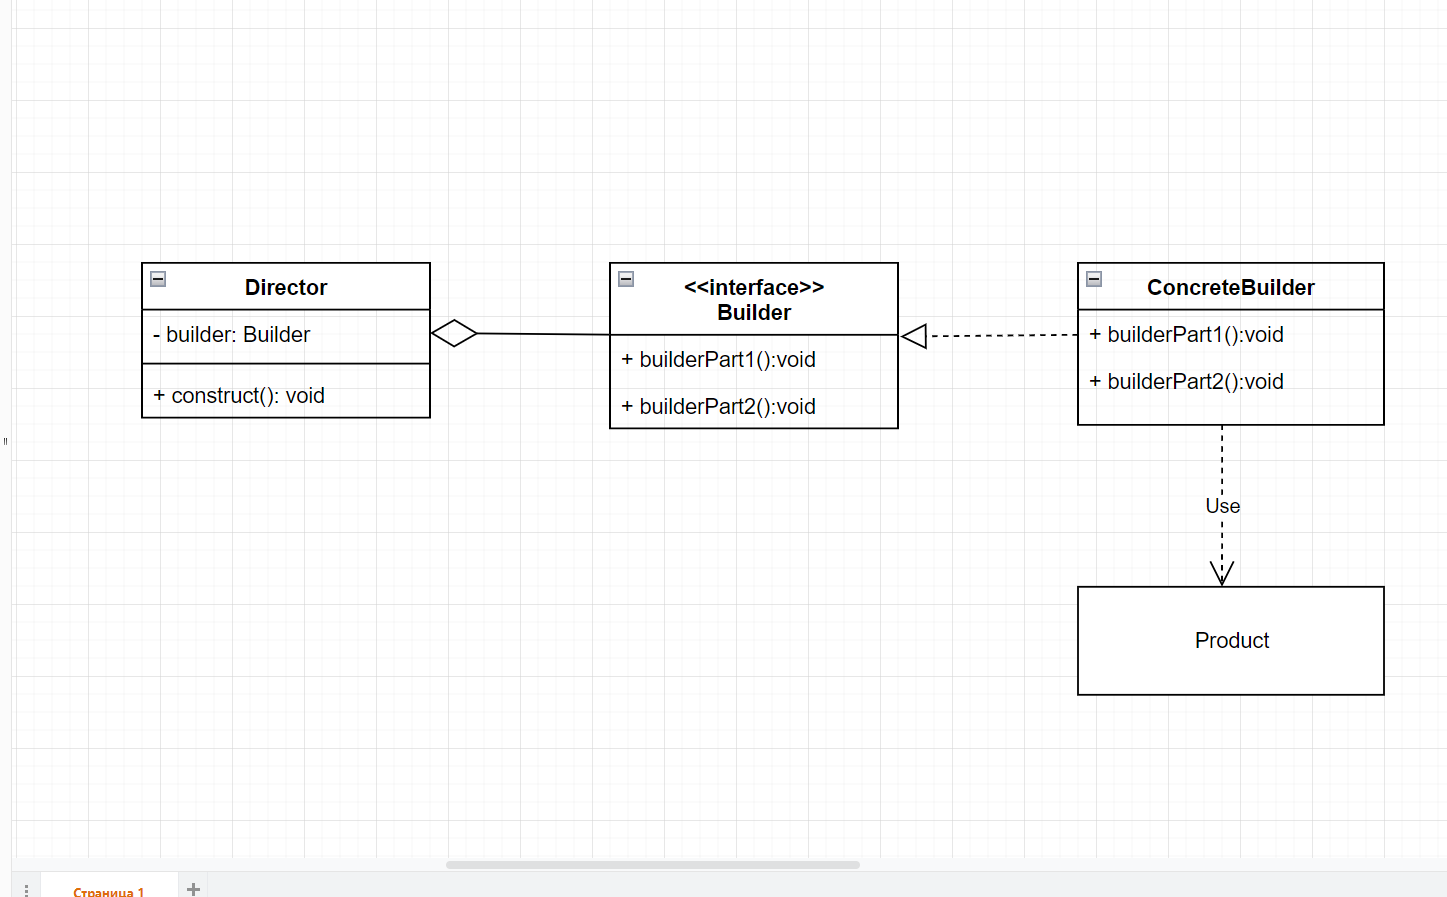 Director
- builder: Builder
+ construct(): void
<<interface>>
Builder
+ builderPart1():void
+ builderPart2():void
ConcreteBuilder
+ builderPart1():void
+ builderPart2():void
Use
Product
Страница 1